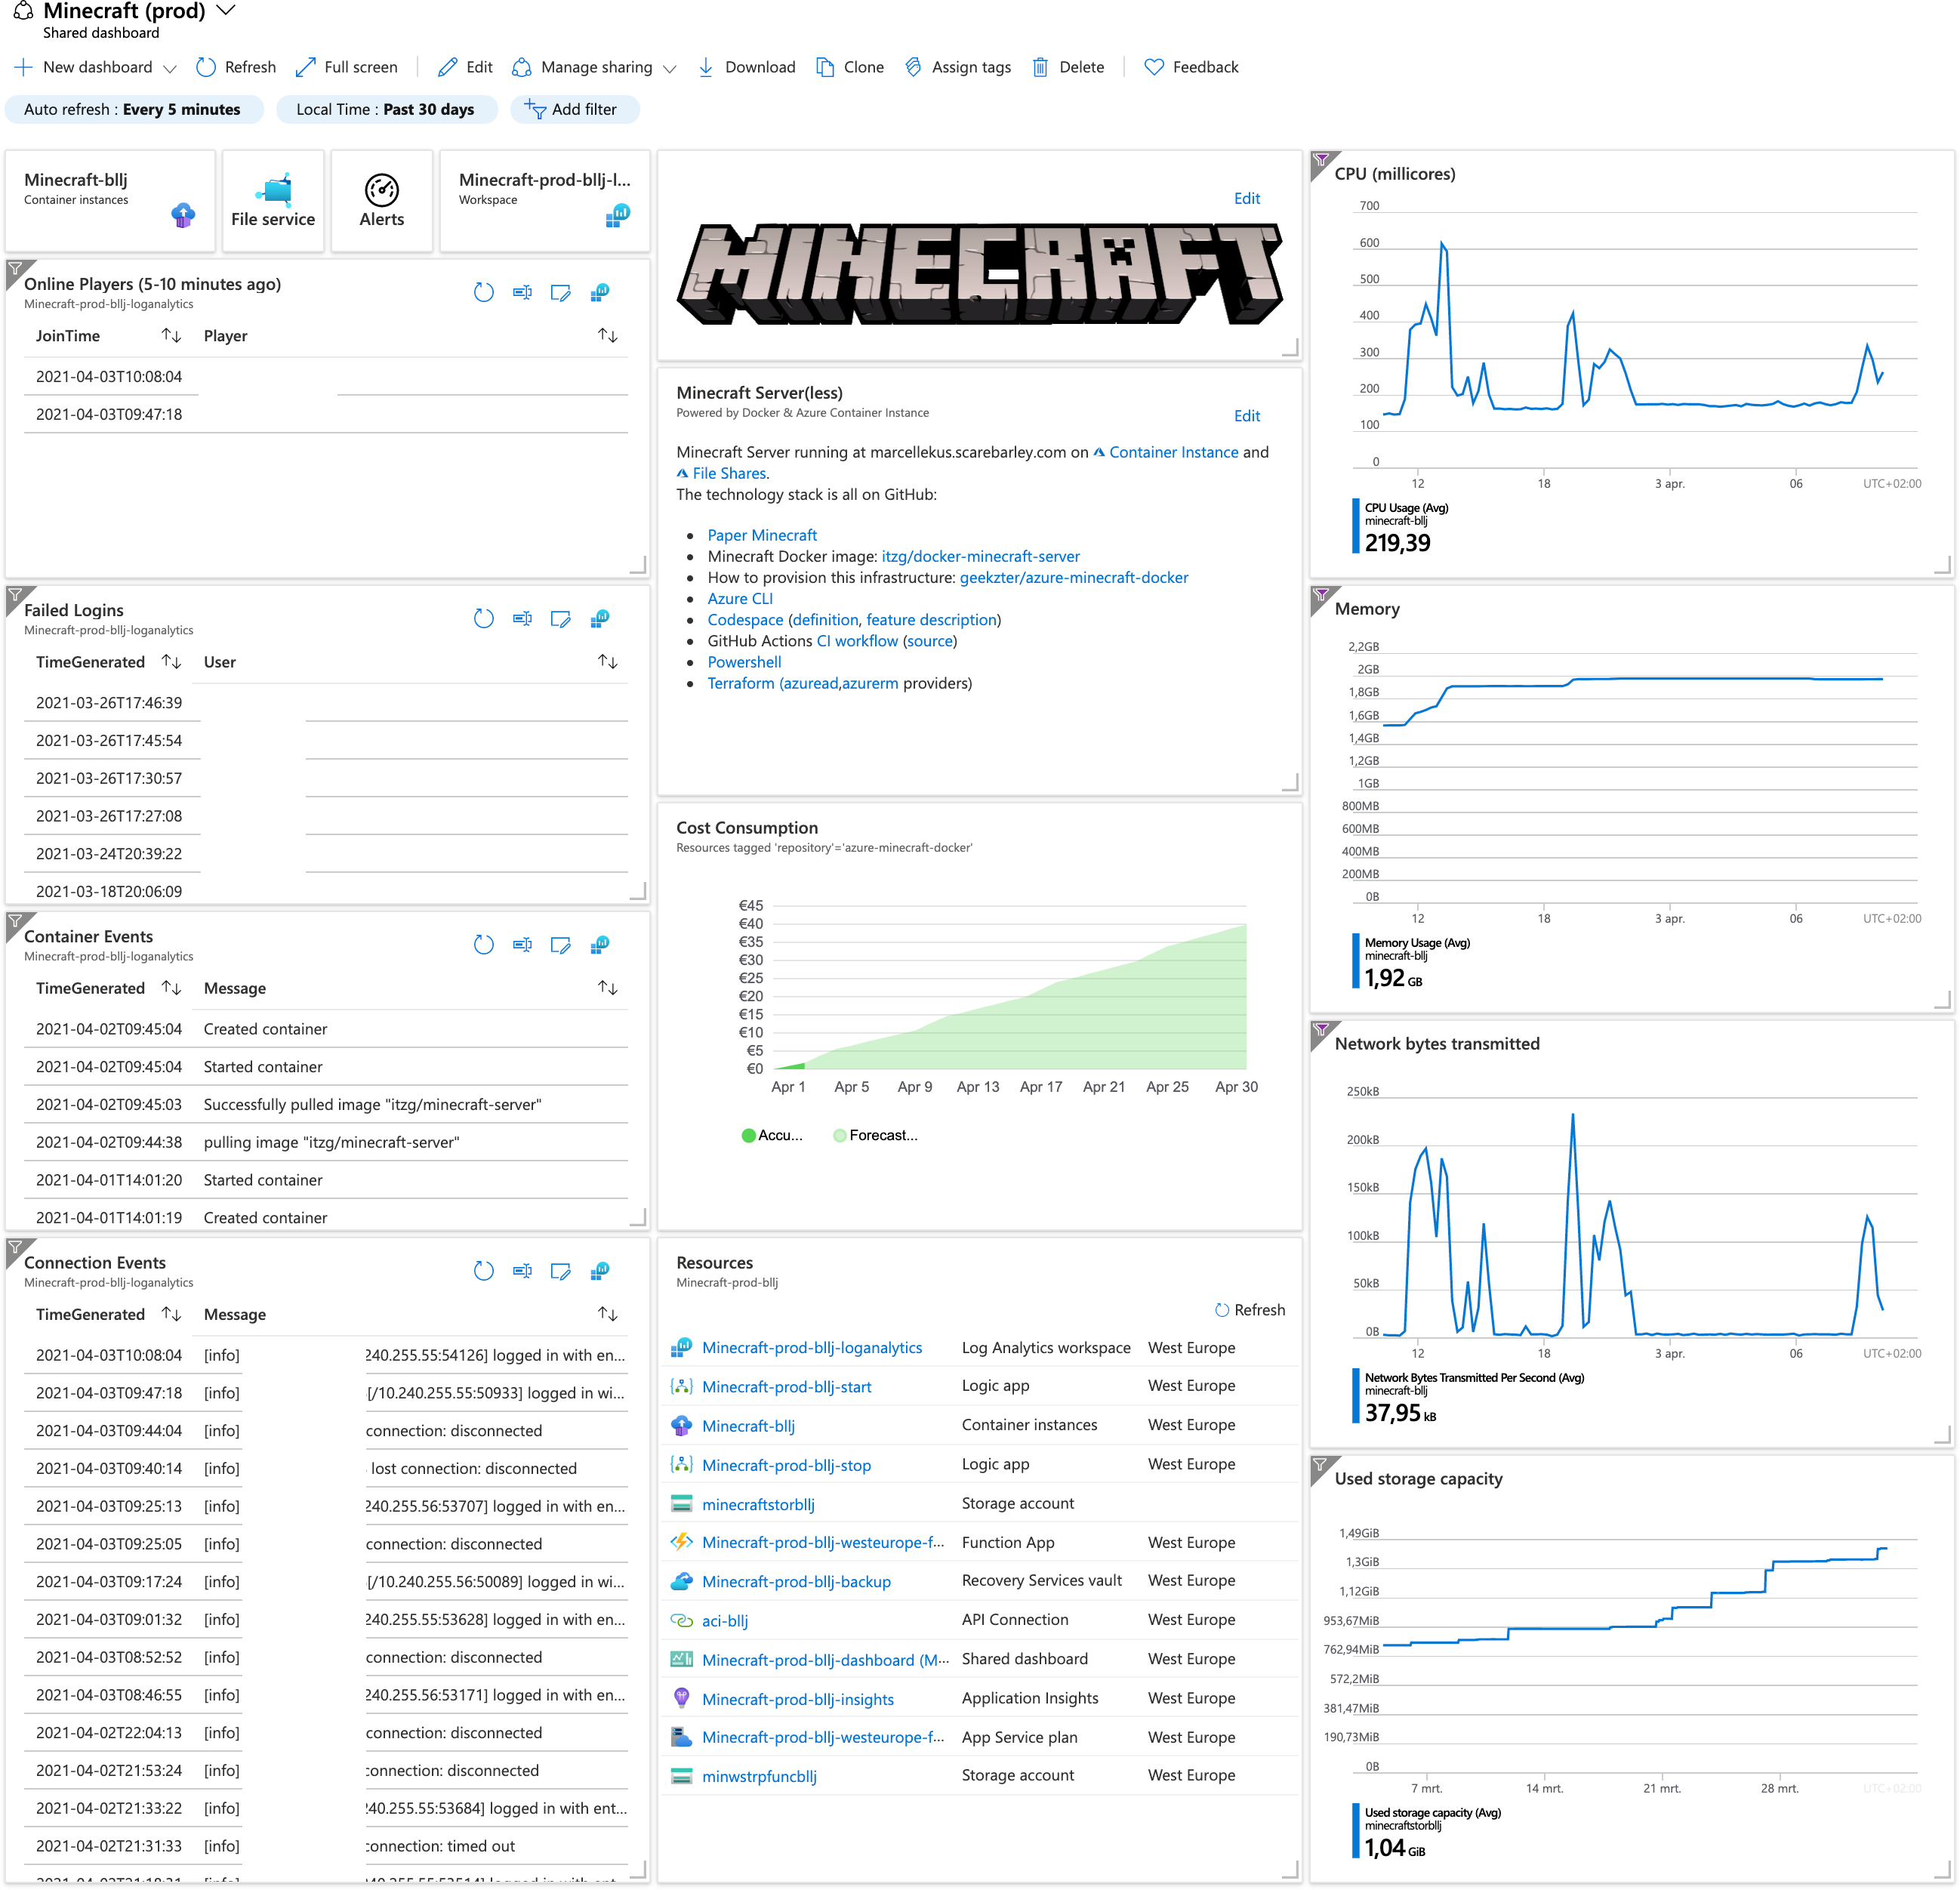 Minecraft (prod)
Shared dashboard
New dashboard Refresh Full screen Edit Manage sharing Download Clone Assign tags Delete Feedback
Auto refresh : Every 5 minutes Local Time : Past 30 days Add filter
Minecraft-bllj
Container instances
File service
Alerts
Minecraft-prod-bllj-l...
Workspace
Online Players (5-10 minutes ago)
Minecraft-prod-bllj-loganalytics
JoinTime Player
2021-04-03T10:08:04
2021-04-03T09:47:18
Failed Logins
Minecraft-prod-bllj-loganalytics
TimeGenerated User
2021-03-26T17:46:39
2021-03-26T17:45:54
2021-03-26T17:30:57
2021-03-26T17:27:08
2021-03-24T20:39:22
2021-03-18T20:06:09
Container Events
Minecraft-prod-bllj-loganalytics
TimeGenerated Message
2021-04-02T09:45:04 Created container
2021-04-02T09:45:04 Started container
2021-04-02T09:45:03 Successfully pulled image "itzg/minecraft-server"
2021-04-02T09:44:38 pulling image "itzg/minecraft-server"
2021-04-01T14:01:20 Started container
2021-04-01T14:01:19 Created container
Connection Events
Minecraft-prod-bllj-loganalytics
TimeGenerated Message
2021-04-03T10:08:04 [info] 240.255.55:54126] logged in with en...
2021-04-03T09:47:18 [info] [/10.240.255.55:50933] logged in wi...
2021-04-03T09:44:04 [info] connection: disconnected
2021-04-03T09:40:14 [info] lost connection: disconnected
2021-04-03T09:25:13 [info] 240.255.56:53707] logged in with en...
2021-04-03T09:25:05 [info] connection: disconnected
2021-04-03T09:17:24 [info] [/10.240.255.56:50089] logged in wi...
2021-04-03T09:01:32 [info] 240.255.55:53628] logged in with en...
2021-04-03T08:52:52 [info] connection: disconnected
2021-04-03T08:46:55 [info] 240.255.56:53171] logged in with en...
2021-04-02T22:04:13 [info] connection: disconnected
2021-04-02T21:53:24 [info] connection: disconnected
2021-04-02T21:33:22 [info] 240.255.55:53684] logged in with ent...
2021-04-02T21:31:33 [info] connection: timed out
Edit
MINECRAFT
Minecraft Server(less)
Powered by Docker & Azure Container Instance
Edit
Minecraft Server running at marcellekus.scarebarley.com on Container Instance and
File Shares.
The technology stack is all on GitHub:
Paper Minecraft
Minecraft Docker image: itzg/docker-minecraft-server
How to provision this infrastructure: geekzter/azure-minecraft-docker
Azure CLI
Codespace (definition, feature description)
GitHub Actions CI workflow (source)
Powershell
Terraform (azuread,azurerm providers)
Cost Consumption
Resources tagged 'repository'='azure-minecraft-docker'
€45
€40
€35
€30
€25
€20
€15
€10
€5
€0
Apr 1 Apr 5 Apr 9 Apr 13 Apr 17 Apr 21 Apr 25 Apr 30
Accu... Forecast...
Resources
Minecraft-prod-bllj
Refresh
Minecraft-prod-bllj-loganalytics Log Analytics workspace West Europe
Minecraft-prod-bllj-start Logic app West Europe
Minecraft-bllj Container instances West Europe
Minecraft-prod-bllj-stop Logic app West Europe
minecraftstorbllj Storage account
Minecraft-prod-bllj-westeurope-f... Function App West Europe
Minecraft-prod-bllj-backup Recovery Services vault West Europe
aci-bllj API Connection West Europe
Minecraft-prod-bllj-dashboard (M... Shared dashboard West Europe
Minecraft-prod-bllj-insights Application Insights West Europe
Minecraft-prod-bllj-westeurope-f... App Service plan West Europe
minwstrpfuncbllj Storage account West Europe
CPU (millicores)
700
600
500
400
300
200
100
0
12 18 3 apr. 06 UTC+02:00
CPU Usage (Avg)
minecraft-bllj
219,39
Memory
2,2GB
2GB
1,8GB
1,6GB
1,4GB
1,2GB
1GB
800MB
600MB
400MB
200MB
0B
12 18 3 apr. 06 UTC+02:00
Memory Usage (Avg)
minecraft-bllj
1,92 GB
Network bytes transmitted
250kB
200kB
150kB
100kB
50kB
0B
12 18 3 apr. 06 UTC+02:00
Network Bytes Transmitted Per Second (Avg)
minecraft-bllj
37,95 kB
Used storage capacity
1,49GiB
1,3GiB
1,12GiB
953,67MiB
762,94MiB
572,2MiB
381,47MiB
190,73MiB
0B
7 mrt. 14 mrt. 21 mrt. 28 mrt. UTC+02:00
Used storage capacity (Avg)
minecraftstorbllj
1,04 GiB